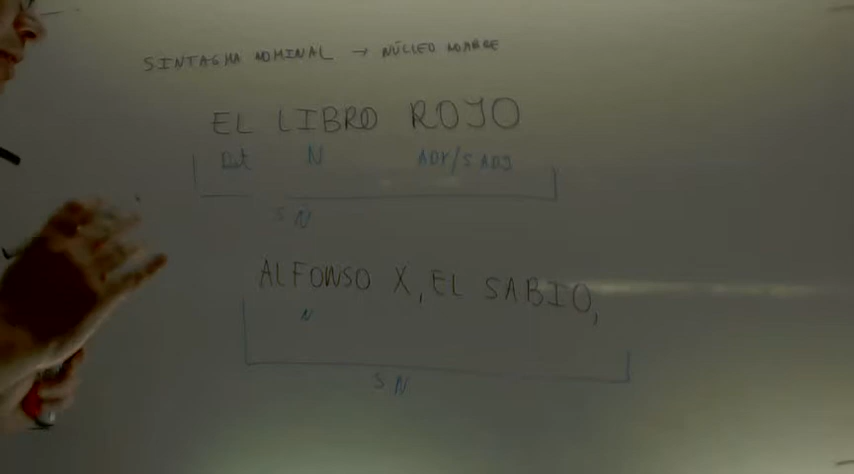 SINTAGMA NOMINAL → NÚCLEO NOMBRE
EL LIBRO ROJO
Det N ADY/S ADJ
SN
ALFONSO X, EL SABIO,
N
SN